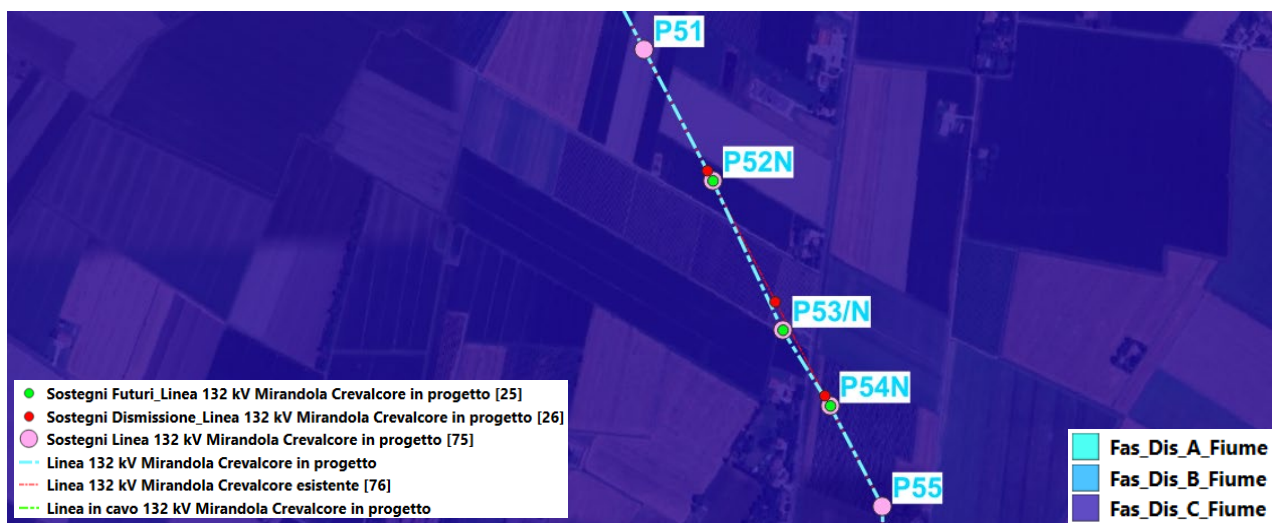 P51
P52N
P53/N
P54N
P55
Sostegni Futuri_Linea 132 kV Mirandola Crevalcore in progetto [25]
Sostegni Dismissione_Linea 132 kV Mirandola Crevalcore in progetto [26]
Sostegni Linea 132 kV Mirandola Crevalcore in progetto [75]
Linea 132 kV Mirandola Crevalcore in progetto
Linea 132 kV Mirandola Crevalcore esistente [76]
Linea in cavo 132 kV Mirandola Crevalcore in progetto
Fas_Dis_A_Fiume
Fas_Dis_B_Fiume
Fas_Dis_C_Fiume